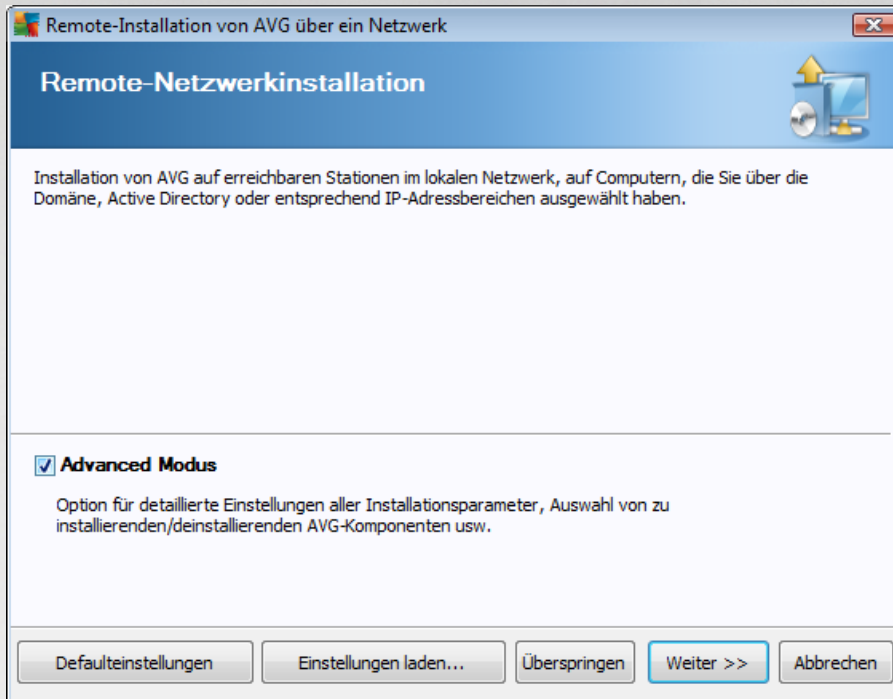 Remote-Installation von AVG über ein Netzwerk
Remote-Netzwerkinstallation
Installation von AVG auf erreichbaren Stationen im lokalen Netzwerk, auf Computern, die Sie über die
Domäne, Active Directory oder entsprechend IP-Adressbereichen ausgewählt haben.
Advanced Modus
Option für detaillierte Einstellungen aller Installationsparameter, Auswahl von zu
installierenden/deinstallierenden AVG-Komponenten usw.
Defaulteinstellungen Einstellungen laden... Überspringen Weiter >> Abbrechen